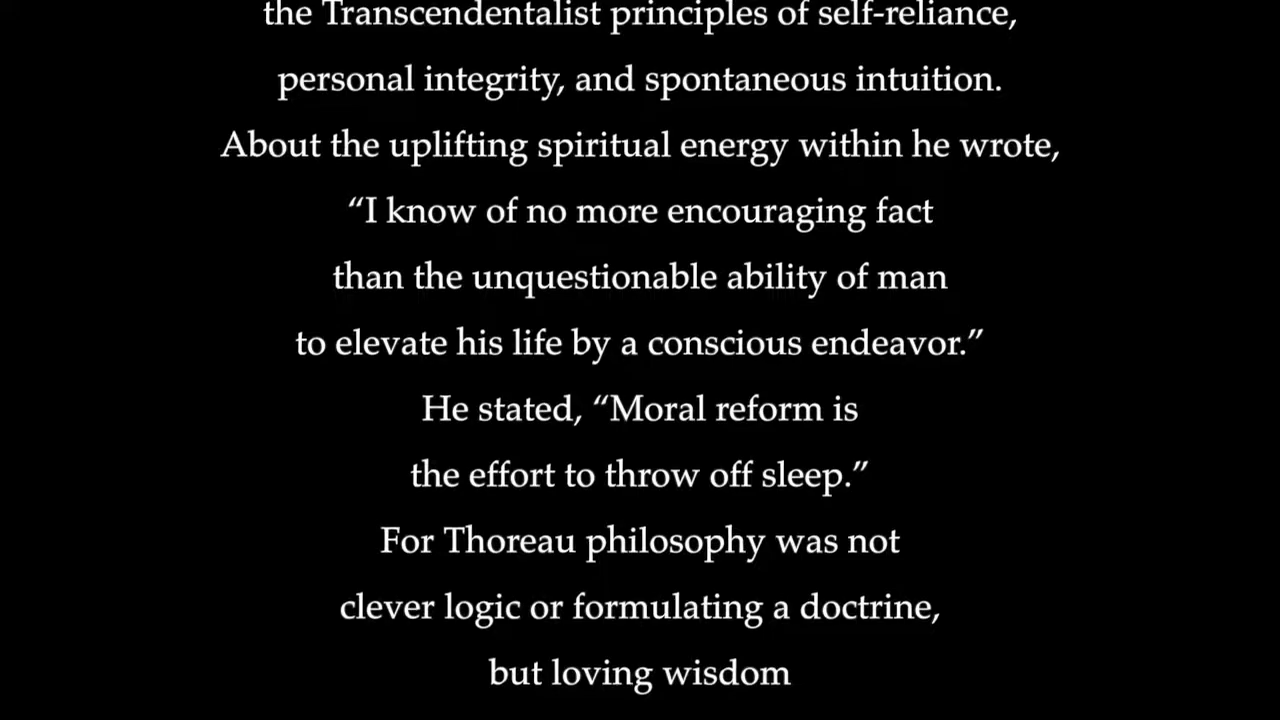 the Transcendentalist principles of self-reliance,
personal integrity, and spontaneous intuition.
About the uplifting spiritual energy within he wrote,
“I know of no more encouraging fact
than the unquestionable ability of man
to elevate his life by a conscious endeavor.”
He stated, “Moral reform is
the effort to throw off sleep.”
For Thoreau philosophy was not
clever logic or formulating a doctrine,
but loving wisdom